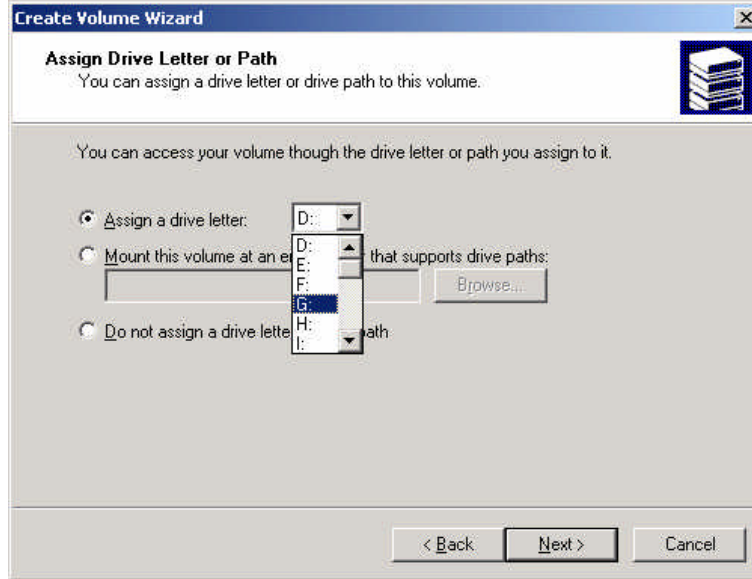 Create Volume Wizard
Assign Drive Letter or Path
You can assign a drive letter or drive path to this volume.
You can access your volume though the drive letter or path you assign to it.
Assign a drive letter: D:
D:
Mount this volume at an e that supports drive paths:
E:
F:
Browse...
G:
H:
Do not assign a drive lette ath
I:
< Back Next > Cancel